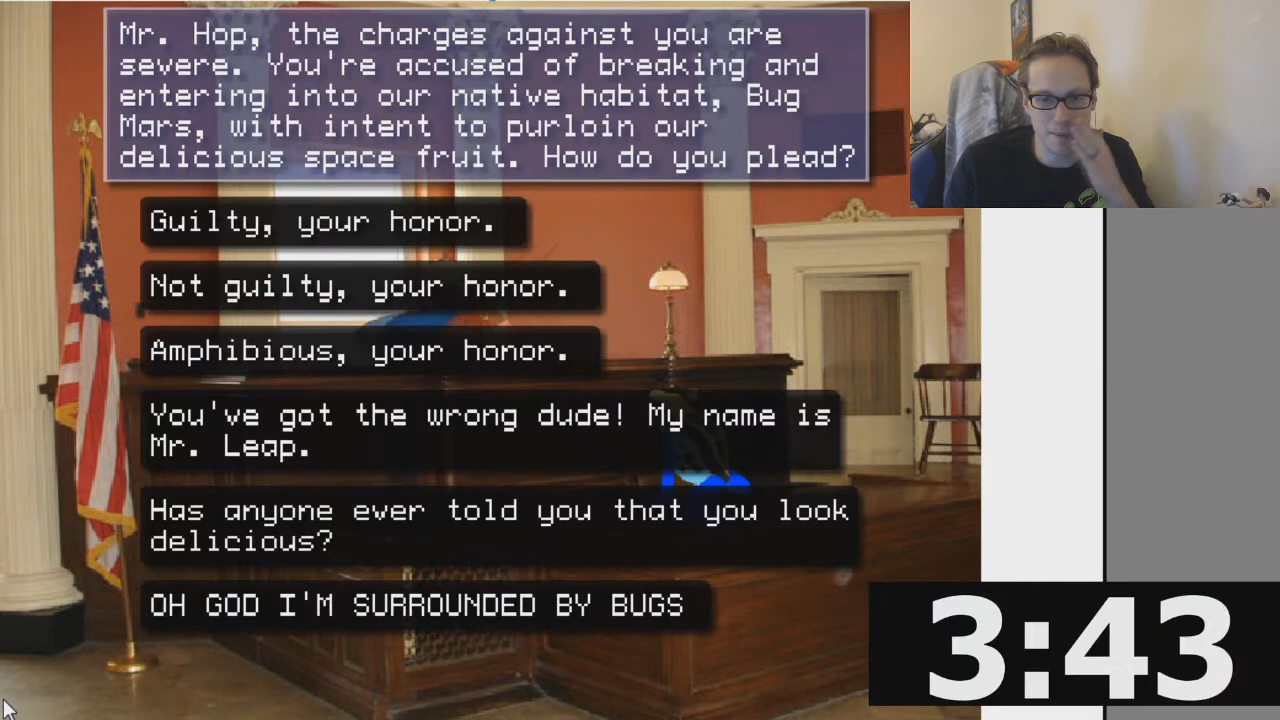 Mr. Hop, the charges against you are
severe. You're accused of breaking and
entering into our native habitat, Bug
Mars, with intent to purloin our
delicious space fruit. How do you plead?
Guilty, your honor.
Not guilty, your honor.
Amphibious, your honor.
You've got the wrong dude! My name is
Mr. Leap.
Has anyone ever told you that you look
delicious?
OH GOD I'M SURROUNDED BY BUGS
3:43